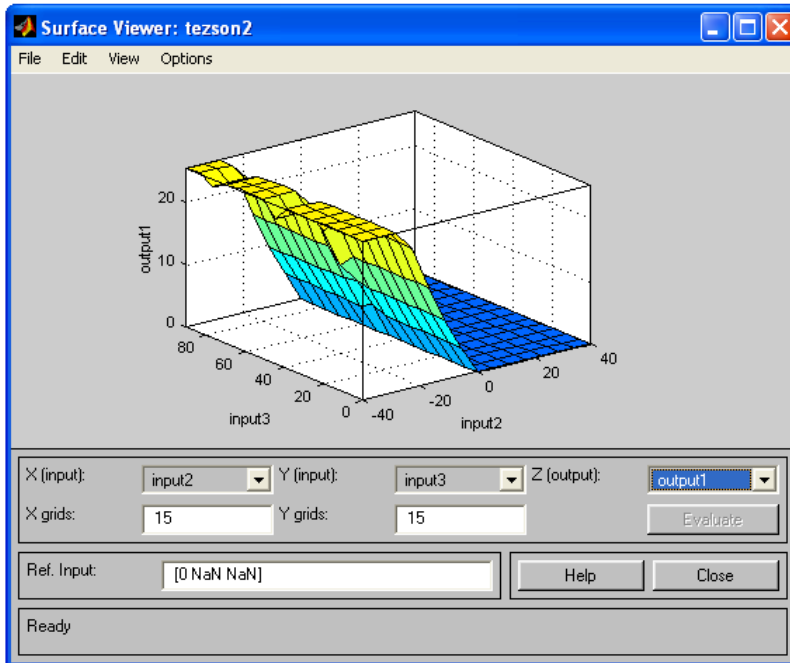 Surface Viewer: tezson2
File Edit View Options
20
10
0
output1
80
60
40
20
0
input3
-40
-20
0
20
40
input2
X (input): input2 Y (input): input3 Z (output): output1
X grids: 15 Y grids: 15 Evaluate
Ref. Input: [0 NaN NaN] Help Close
Ready